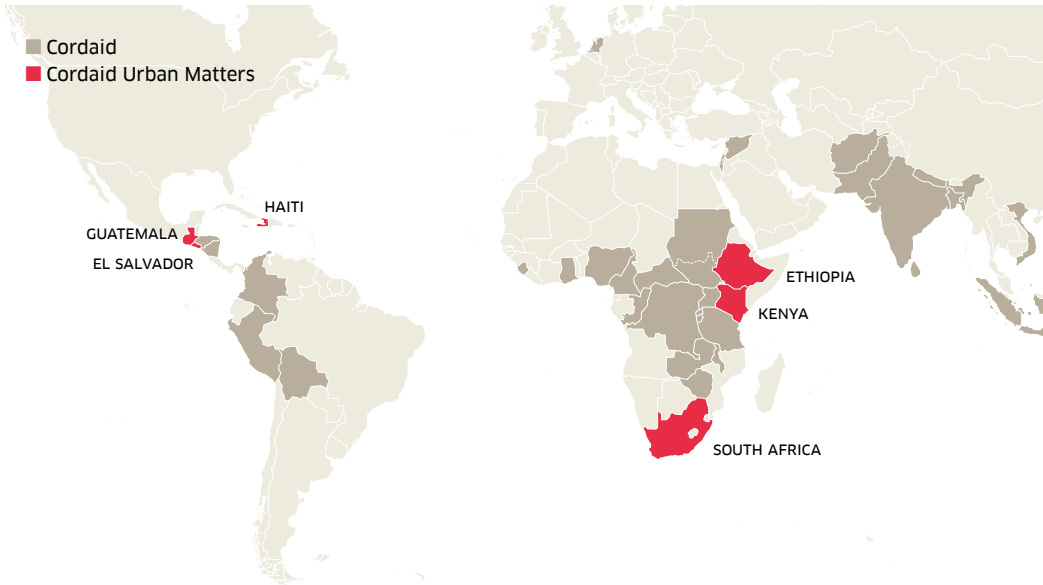 Cordaid
Cordaid Urban Matters
HAITI
GUATEMALA
EL SALVADOR
ETHIOPIA
KENYA
SOUTH AFRICA